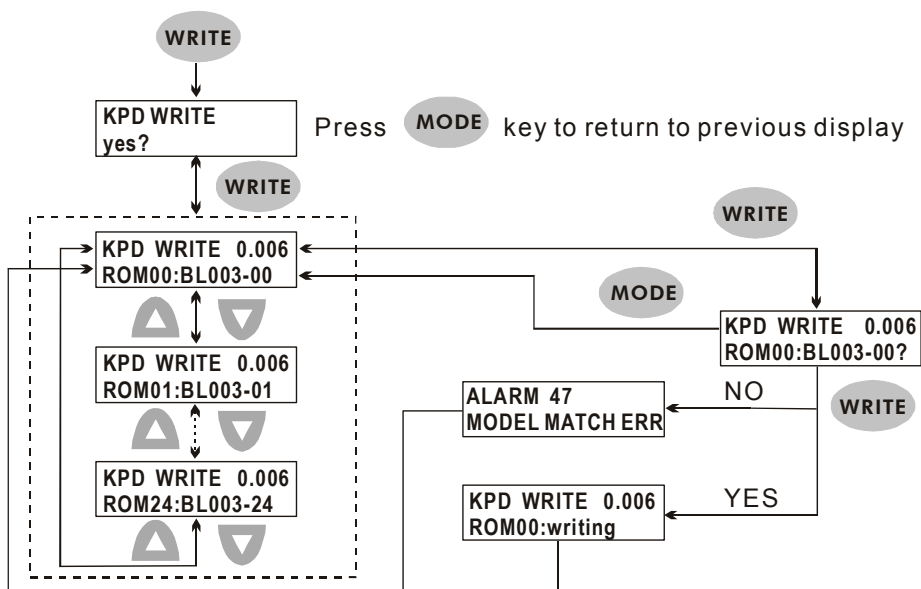 WRITE
KPD WRITE
yes?
Press MODE key to return to previous display
WRITE
WRITE
KPD WRITE 0.006
ROM00:BL003-00
MODE
KPD WRITE 0.006
ROM00:BL003-00?
KPD WRITE 0.006
ROM01:BL003-01
ALARM 47
MODEL MATCH ERR
NO
WRITE
KPD WRITE 0.006
ROM24:BL003-24
KPD WRITE 0.006
ROM00:writing
YES